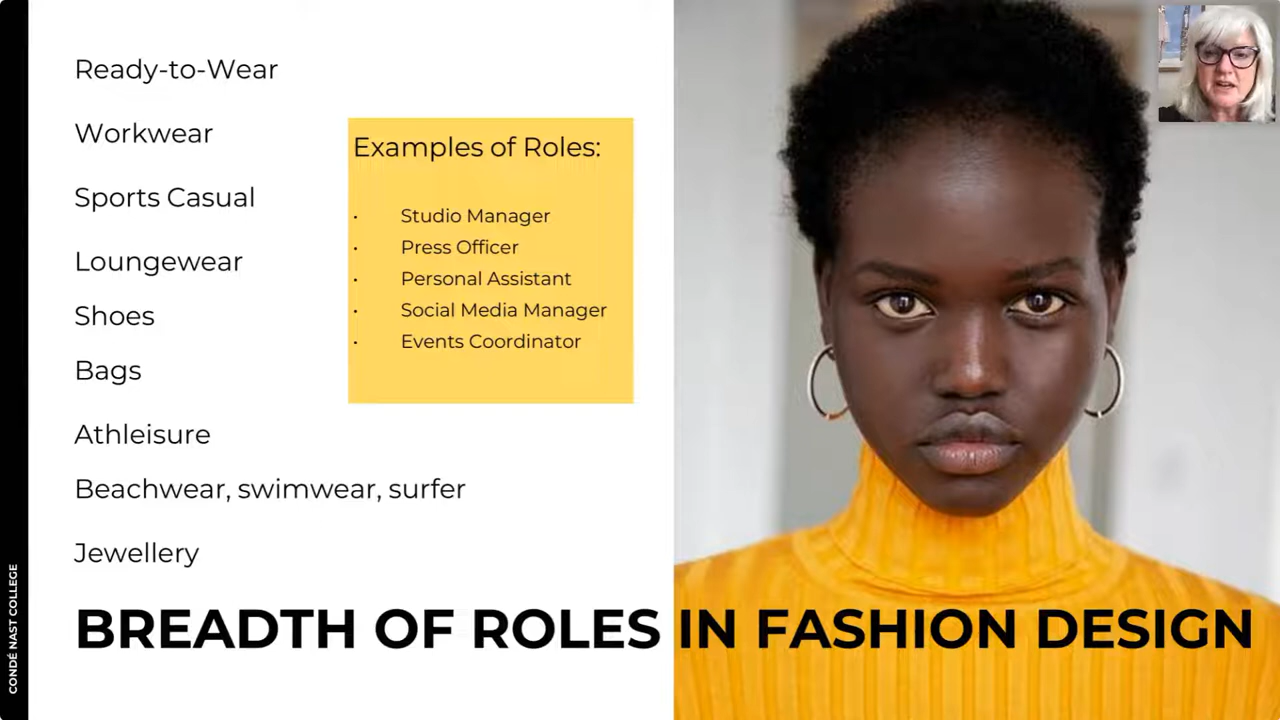 Ready-to-Wear
Workwear
Sports Casual
Loungewear
Shoes
Bags
Athleisure
Beachwear, swimwear, surfer
Jewellery
Examples of Roles:
· Studio Manager
· Press Officer
· Personal Assistant
· Social Media Manager
· Events Coordinator
BREADTH OF ROLES IN FASHION DESIGN
CONDÉ NAST COLLEGE